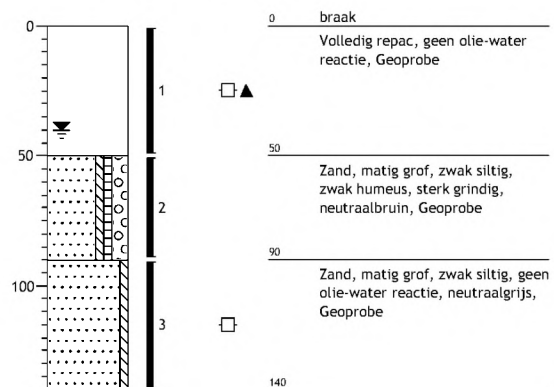 0
50
100
1
2
3
0 braak
Volledig repac, geen olie-water
reactie, Geoprobe
50
Zand, matig grof, zwak siltig,
zwak humeus, sterk grindig,
neutraalbruin, Geoprobe
90
Zand, matig grof, zwak siltig, geen
olie-water reactie, neutraalgrijs,
Geoprobe
140